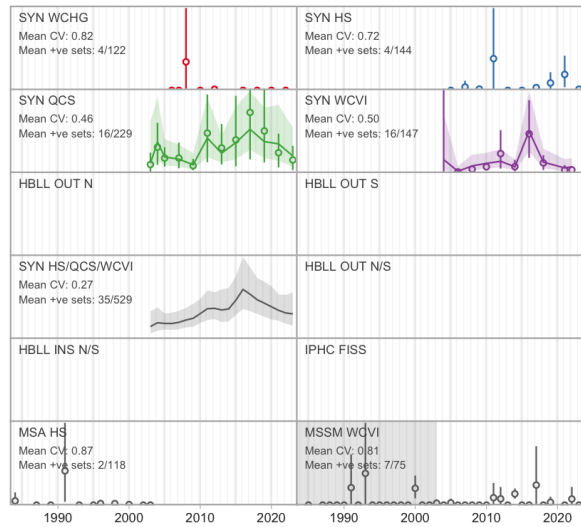 SYN WCHG
Mean CV: 0.82
Mean +ve sets: 4/122
SYN HS
Mean CV: 0.72
Mean +ve sets: 4/144
SYN QCS
Mean CV: 0.46
Mean +ve sets: 16/229
SYN WCVI
Mean CV: 0.50
Mean +ve sets: 16/147
HBLL OUT N
HBLL OUT S
SYN HS/QCS/WCVI
Mean CV: 0.27
Mean +ve sets: 35/529
HBLL OUT N/S
HBLL INS N/S
IPHC FISS
MSA HS
Mean CV: 0.87
Mean +ve sets: 2/118
MSSM WCVI
Mean CV: 0.81
Mean +ve sets: 7/75
1990 2000 2010 2020 1990 2000 2010 2020